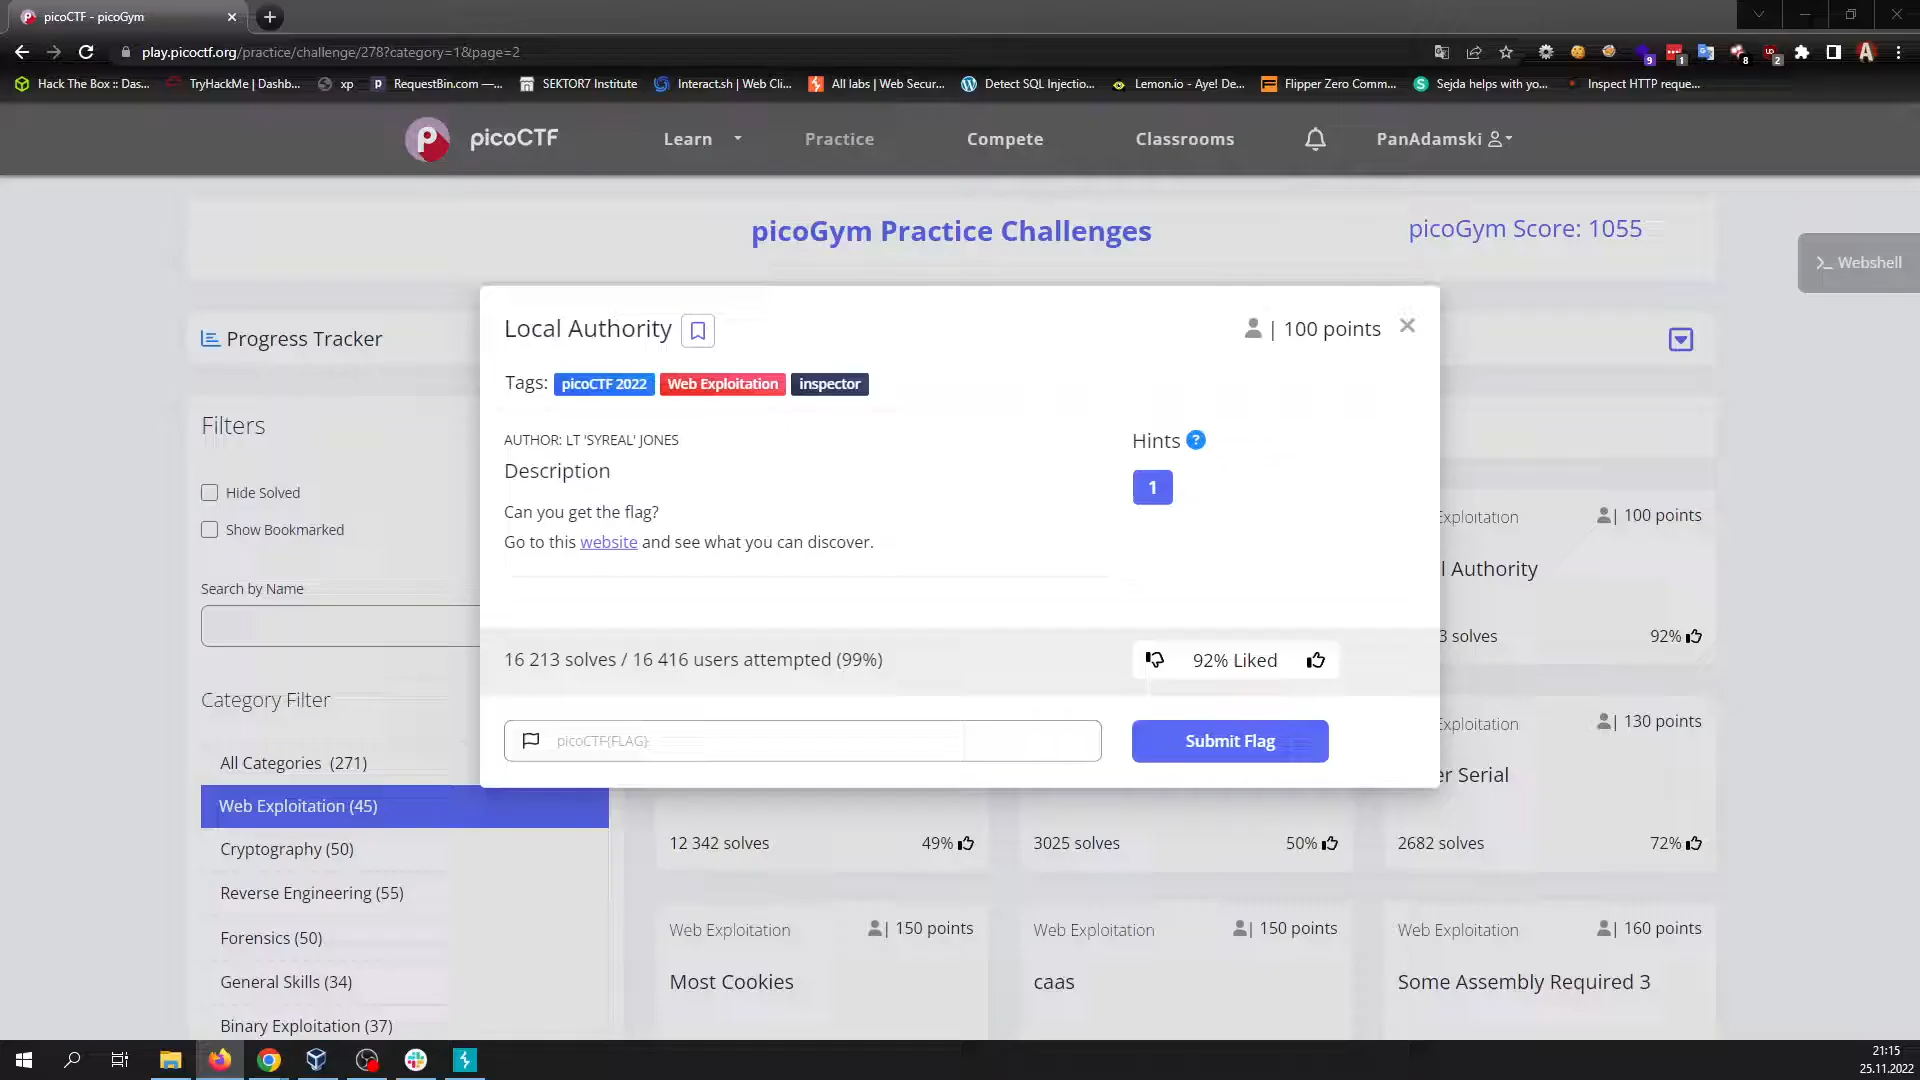 picoCTF - picoGym
play.picoctf.org/practice/challenge/278?category=1&page=2
9
1
8
2
Hack The Box :: Das...
TryHackMe | Dashb...
xp
RequestBin.com —...
SEKTOR7 Institute
Interact.sh | Web Cli...
All labs | Web Secur...
Detect SQL Injectio...
Lemon.io - Aye! De...
Flipper Zero Comm...
Sejda helps with yo...
Inspect HTTP reque...
picoCTF
Learn
Practice
Compete
Classrooms
PanAdamski
picoGym Practice Challenges
picoGym Score: 1055
>_ Webshell
Progress Tracker
Local Authority
| 100 points
Tags: picoCTF 2022 Web Exploitation inspector
AUTHOR: LT 'SYREAL' JONES
Description
Can you get the flag?
Go to this website and see what you can discover.
Hints ?
1
16 213 solves / 16 416 users attempted (99%)
92% Liked
picoCTF{FLAG}
Submit Flag
Filters
Hide Solved
Show Bookmarked
Search by Name
Category Filter
All Categories (271)
Web Exploitation (45)
Cryptography (50)
Reverse Engineering (55)
Forensics (50)
General Skills (34)
Binary Exploitation (37)
Exploitation
| 100 points
l Authority
3 solves
92%
Exploitation
| 130 points
er Serial
12 342 solves
49%
3025 solves
50%
2682 solves
72%
Web Exploitation
| 150 points
Most Cookies
Web Exploitation
| 150 points
caas
Web Exploitation
| 160 points
Some Assembly Required 3
21:15
25.11.2022